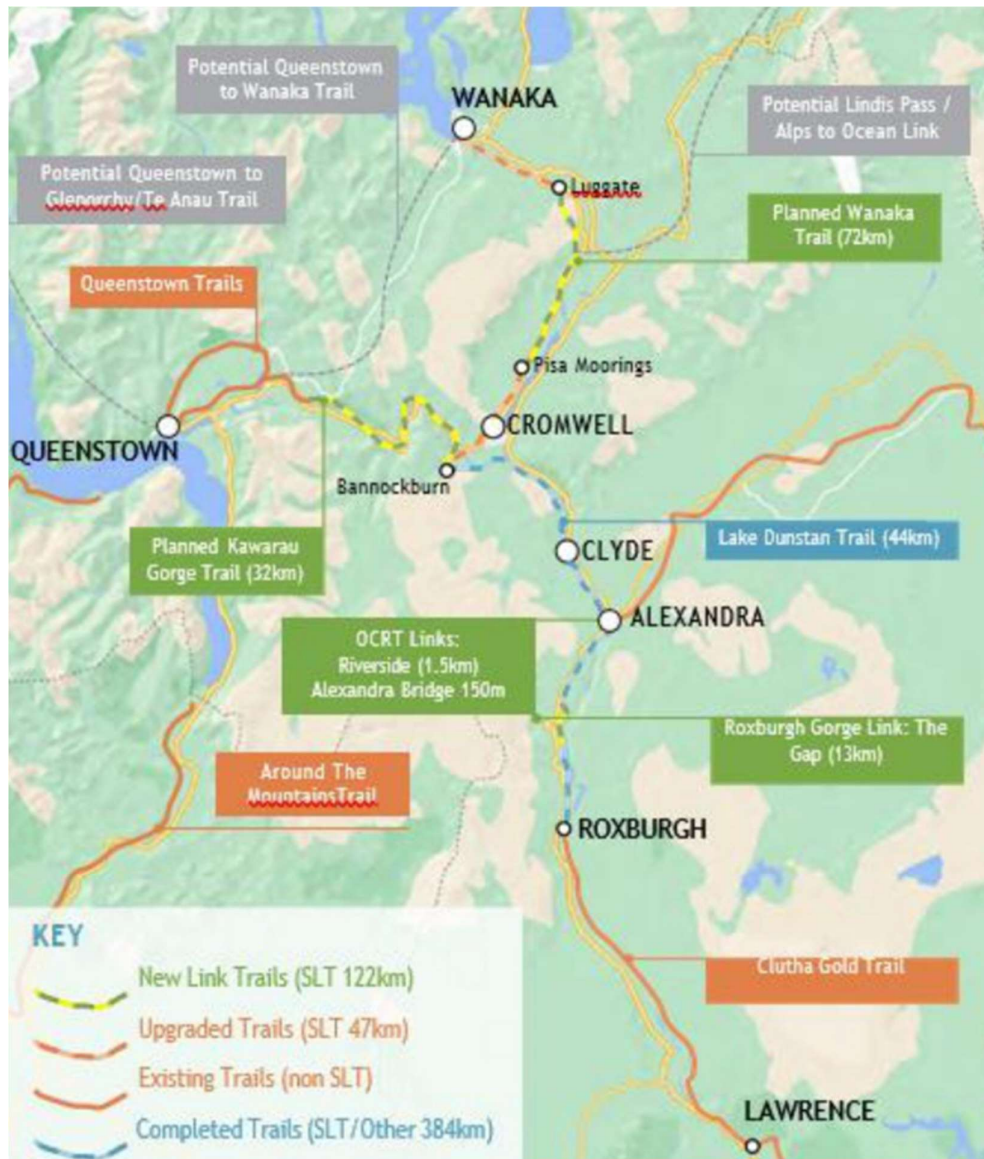 Potential Queenstown
to Wanaka Trail
WANAKA
Potential Lindis Pass /
Alps to Ocean Link
Potential Queenstown to
Glenorchy/Te Anau Trail
Luggate
Planned Wanaka
Trail (72km)
Queenstown Trails
Pisa Moorings
CROMWELL
QUEENSTOWN
Bannockburn
Planned Kawarau
Gorge Trail (32km)
Lake Dunstan Trail (44km)
CLYDE
ALEXANDRA
OCRT Links:
Riverside (1.5km)
Alexandra Bridge 150m
Roxburgh Gorge Link: The
Gap (13km)
Around The
MountainsTrail
ROXBURGH
Clutha Gold Trail
LAWRENCE
KEY
New Link Trails (SLT 122km)
Upgraded Trails (SLT 47km)
Existing Trails (non SLT)
Completed Trails (SLT/Other 384km)